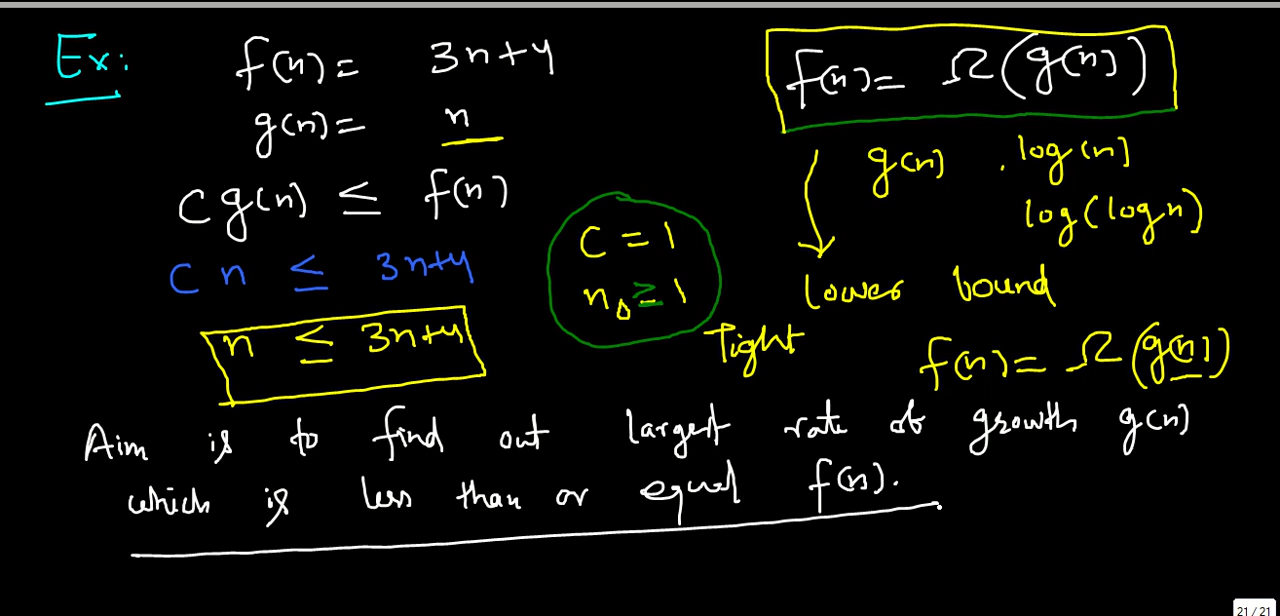 Ex:
f(n) = 3n+4
g(n) = n
C g(n) ≤ f(n)
C n ≤ 3n+4
n ≤ 3n+4
C = 1
n₀ ≥ 1
f(n) = Ω(g(n))
g(n) . log(n)
log(log n)
Lower bound
Tight
f(n) = Ω(g(n))
Aim is to find out largest rate of growth g(n)
which is less than or equal f(n).
21 / 21